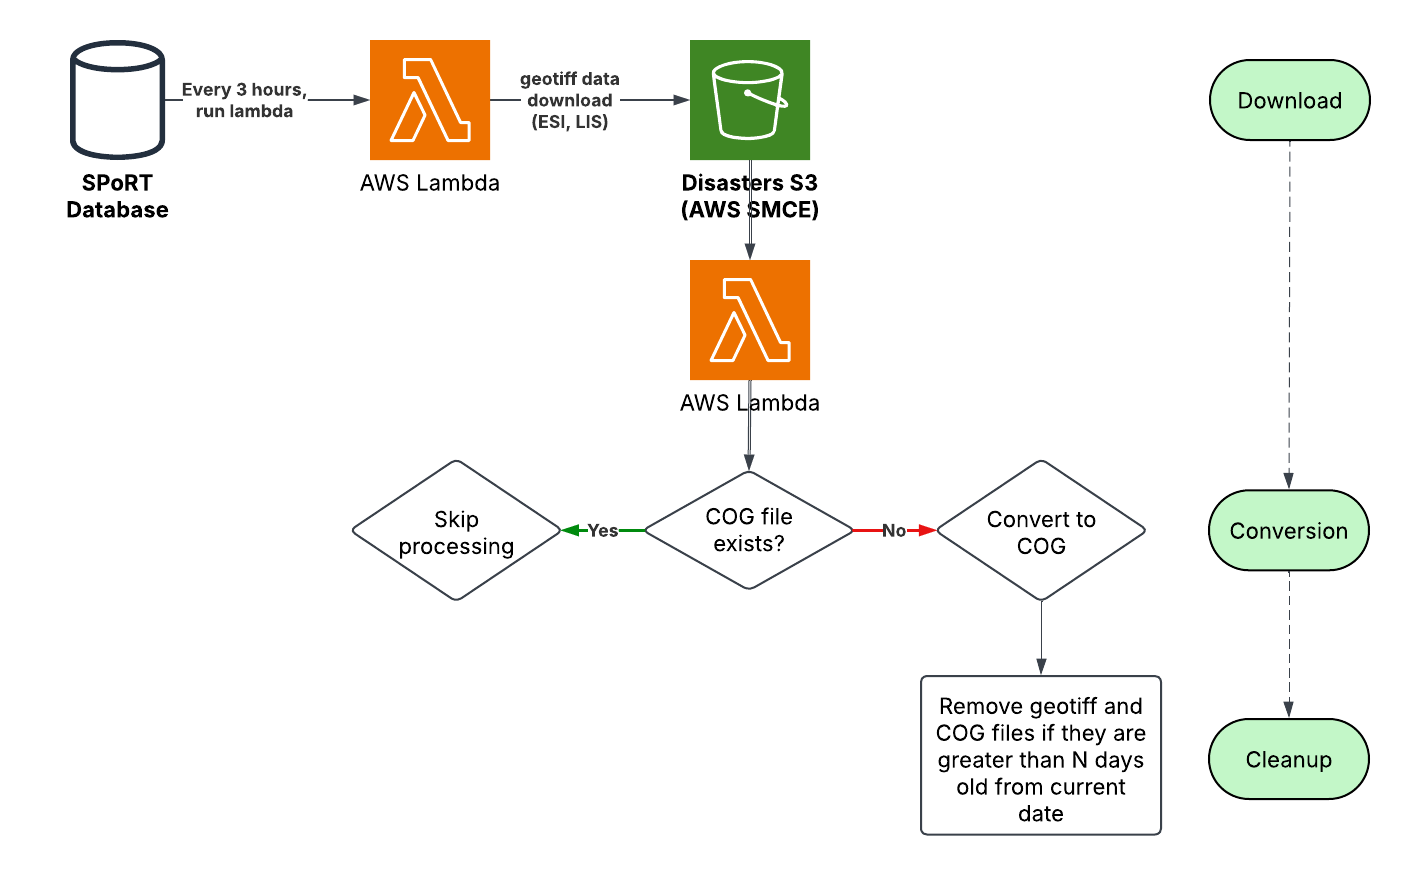 Every 3 hours,
run lambda
geotiff data
download
(ESI, LIS)
Download
SPoRT
Database
AWS Lambda
Disasters S3
(AWS SMCE)
AWS Lambda
Skip
processing
Yes
COG file
exists?
No
Convert to
COG
Conversion
Remove geotiff and
COG files if they are
greater than N days
old from current
date
Cleanup